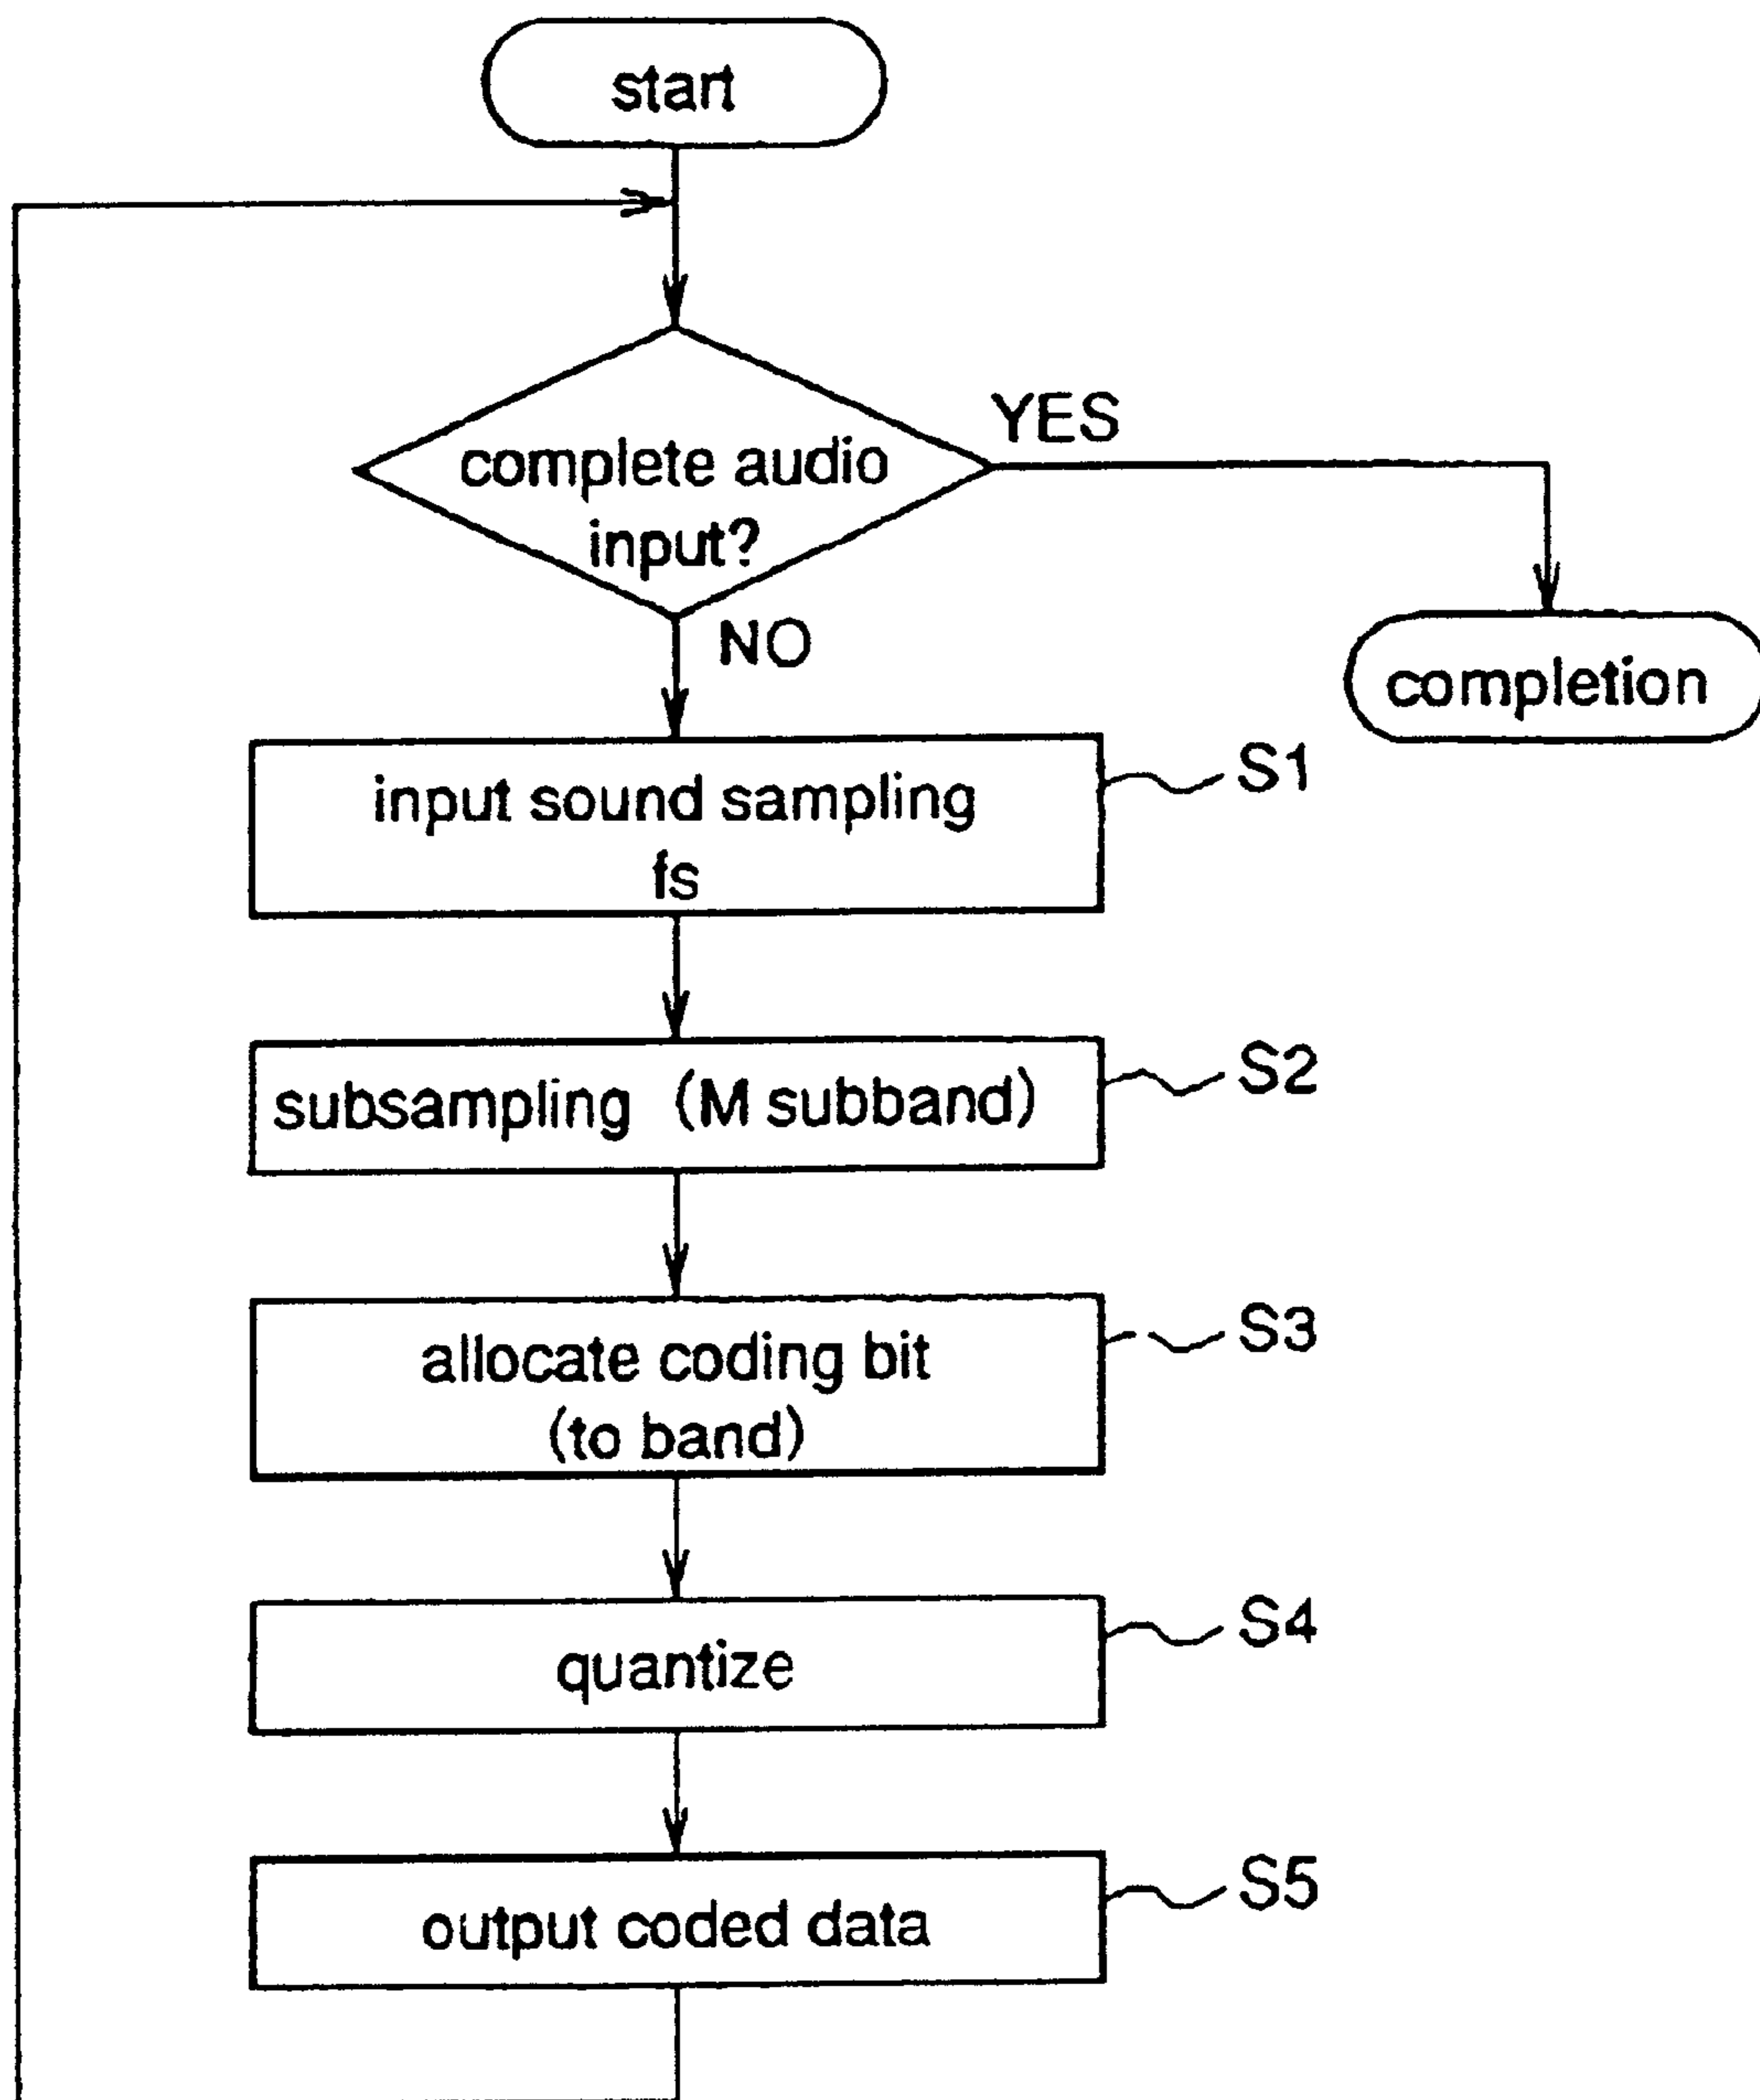 start
complete audio
input?
YES
NO
completion
input sound sampling
fs
S1
subsampling (M subband)
S2
allocate coding bit
(to band)
S3
quantize
S4
output coded data
S5